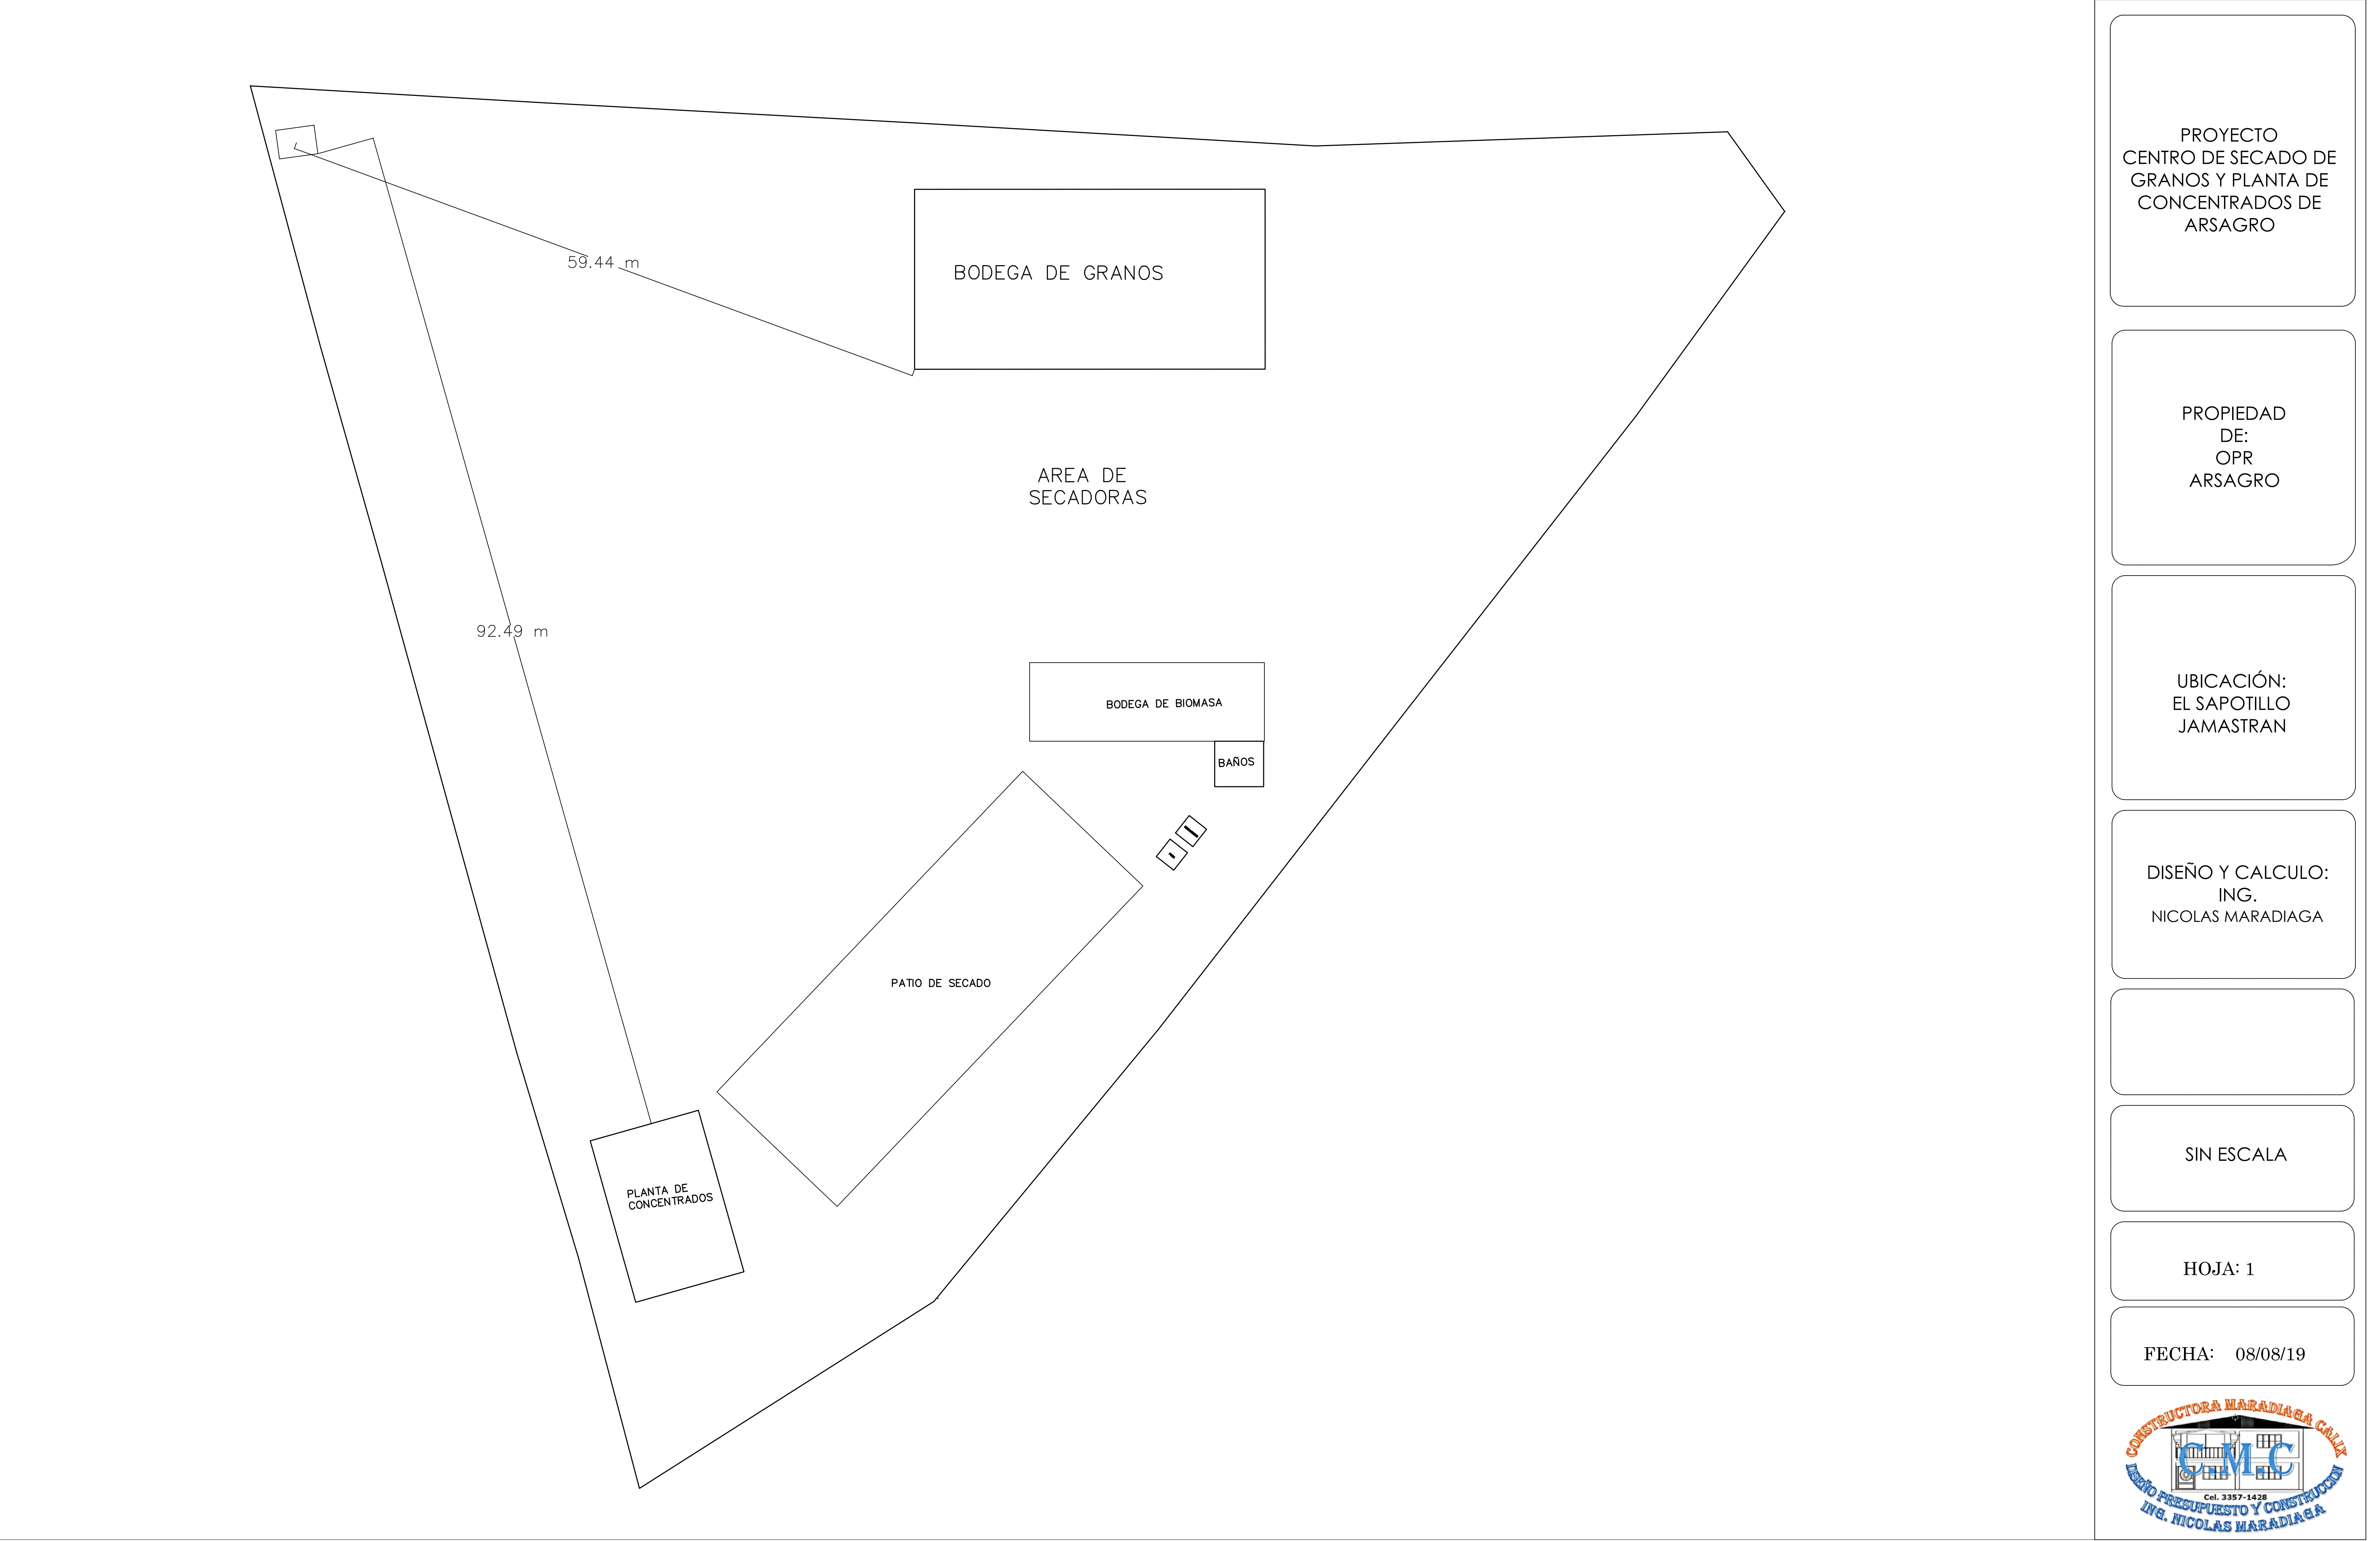 59.44 m
BODEGA DE GRANOS
AREA DE
SECADORAS
92.49 m
BODEGA DE BIOMASA
BAÑOS
PATIO DE SECADO
PLANTA DE
CONCENTRADOS
PROYECTO
CENTRO DE SECADO DE
GRANOS Y PLANTA DE
CONCENTRADOS DE
ARSAGRO
PROPIEDAD
DE:
OPR
ARSAGRO
UBICACIÓN:
EL SAPOTILLO
JAMASTRAN
DISEÑO Y CALCULO:
ING.
NICOLAS MARADIAGA
SIN ESCALA
HOJA: 1
FECHA: 08/08/19
CONSTRUCTORA MARADIAGA CALIX
C.M.C
Cel. 3357-1428
DISEÑO PRESUPUESTO Y CONSTRUCCION
ING. NICOLAS MARADIAGA